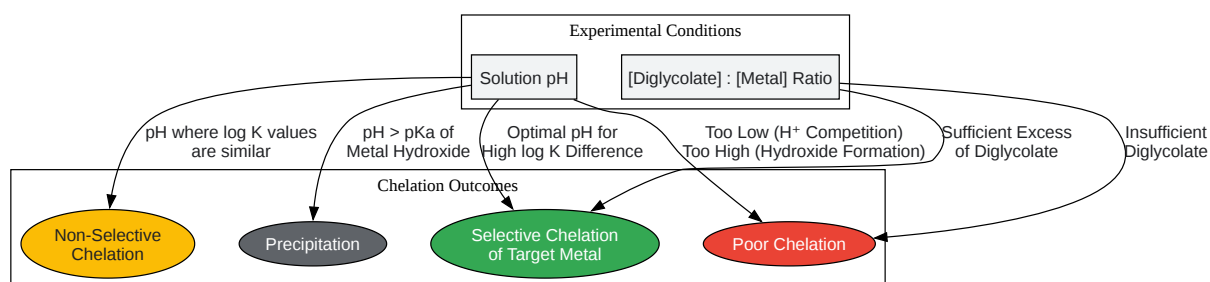 Experimental Conditions
Solution pH
[Diglycolate] : [Metal] Ratio
pH where log K values
are similar
pH > pKa of
Metal Hydroxide
Optimal pH for
High log K Difference
Too Low (H⁺ Competition)
Too High (Hydroxide Formation)
Sufficient Excess
of Diglycolate
Insufficient
Diglycolate
Chelation Outcomes
Non-Selective
Chelation
Precipitation
Selective Chelation
of Target Metal
Poor Chelation